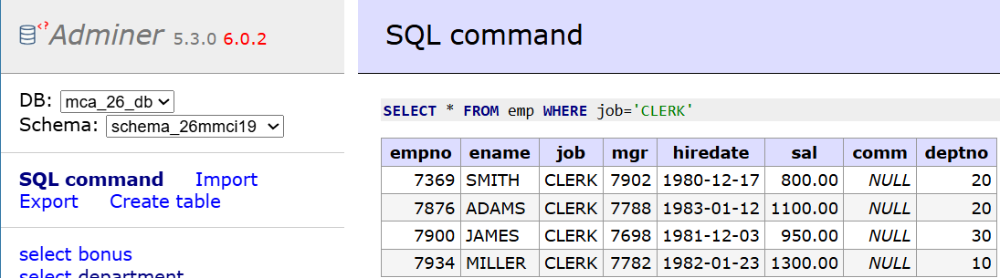 Adminer 5.3.0 6.0.2
DB: mca_26_db
Schema: schema_26mmci19
SQL command Import
Export Create table
select bonus
select department
SQL command
SELECT * FROM emp WHERE job='CLERK'
empno ename job mgr hiredate sal comm deptno
7369 SMITH CLERK 7902 1980-12-17 800.00 NULL 20
7876 ADAMS CLERK 7788 1983-01-12 1100.00 NULL 20
7900 JAMES CLERK 7698 1981-12-03 950.00 NULL 30
7934 MILLER CLERK 7782 1982-01-23 1300.00 NULL 10